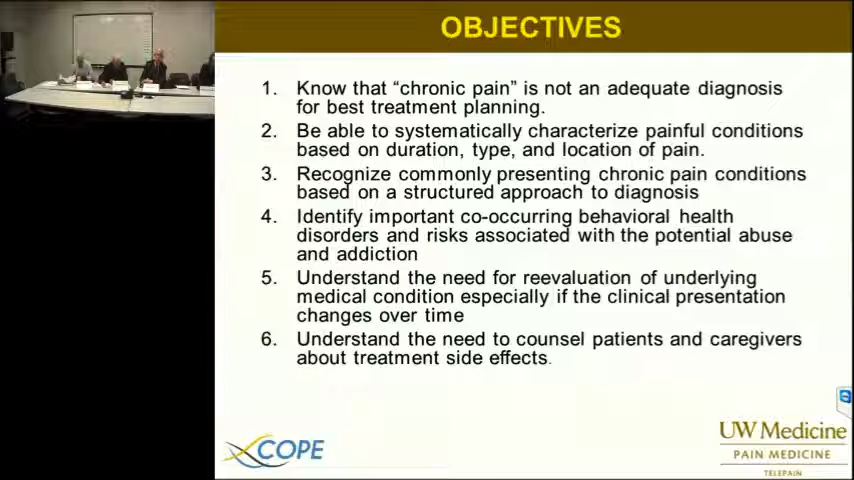 OBJECTIVES
1. Know that “chronic pain” is not an adequate diagnosis
for best treatment planning.
2. Be able to systematically characterize painful conditions
based on duration, type, and location of pain.
3. Recognize commonly presenting chronic pain conditions
based on a structured approach to diagnosis
4. Identify important co-occurring behavioral health
disorders and risks associated with the potential abuse
and addiction
5. Understand the need for reevaluation of underlying
medical condition especially if the clinical presentation
changes over time
6. Understand the need to counsel patients and caregivers
about treatment side effects.
COPE
UW Medicine
PAIN MEDICINE
TELEPAIN